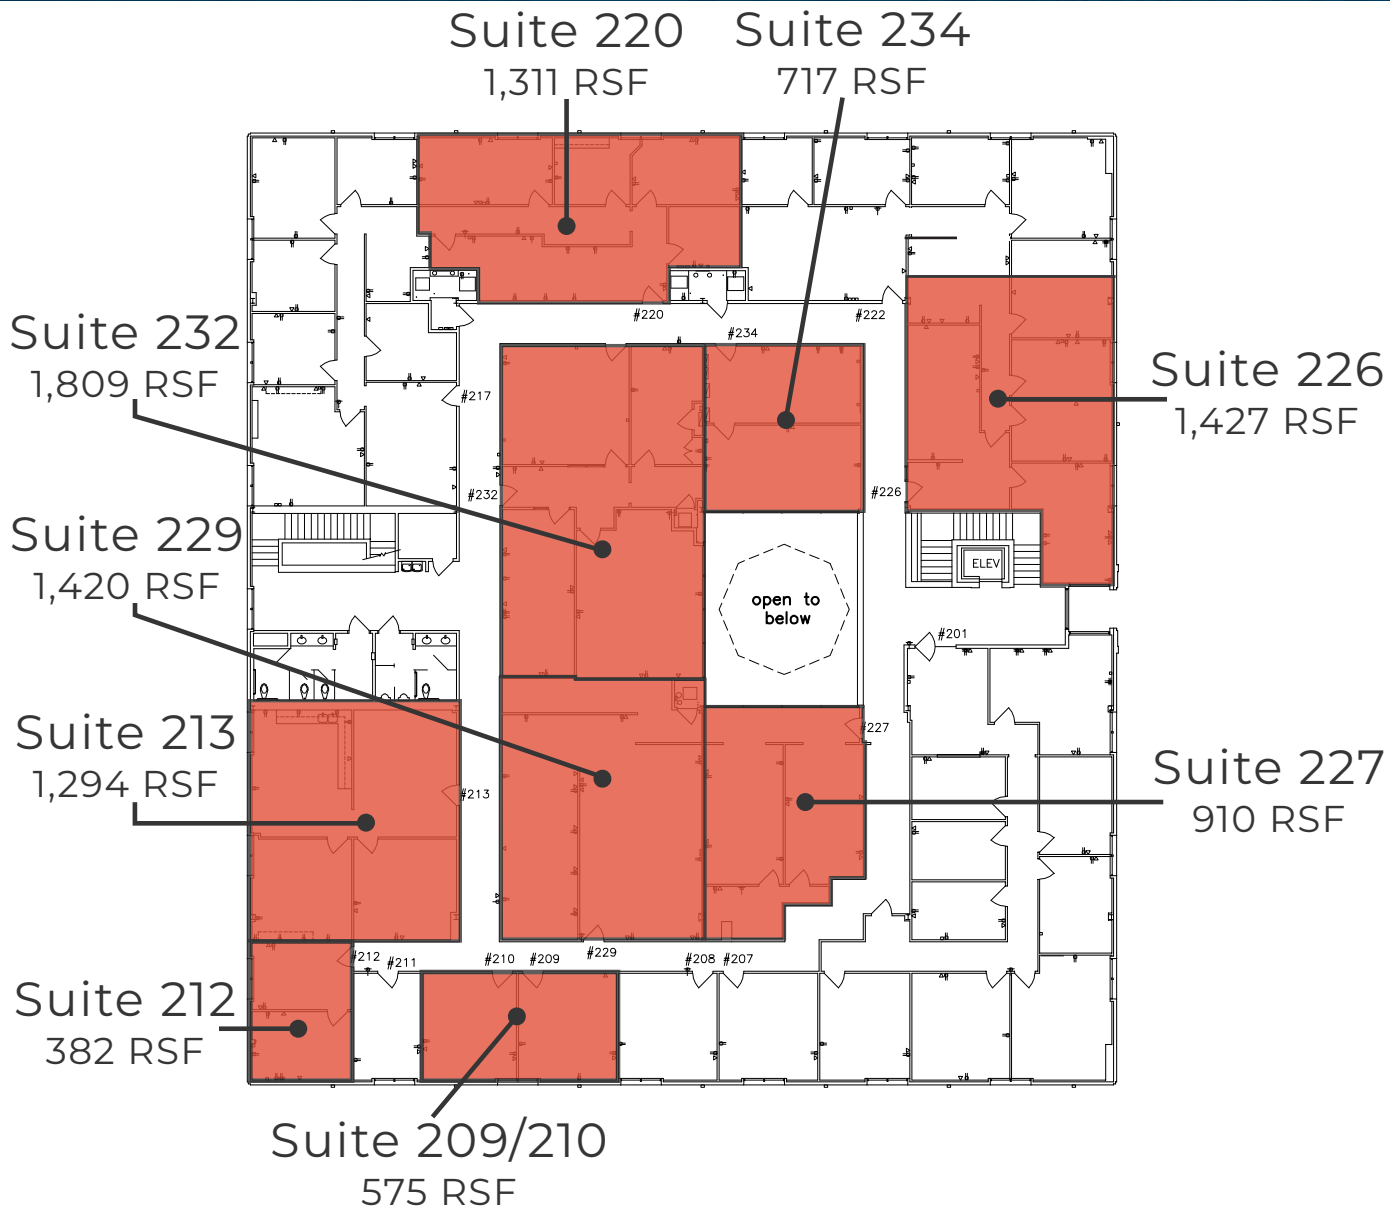 Suite 220
1,311 RSF
Suite 234
717 RSF
#220
#234
#222
Suite 232
1,809 RSF
Suite 226
1,427 RSF
#217
#232
#226
Suite 229
1,420 RSF
ELEV
open to
below
#201
Suite 213
1,294 RSF
#227
Suite 227
910 RSF
#213
#212
#211
#210
#209
#229
#208
#207
Suite 212
382 RSF
Suite 209/210
575 RSF